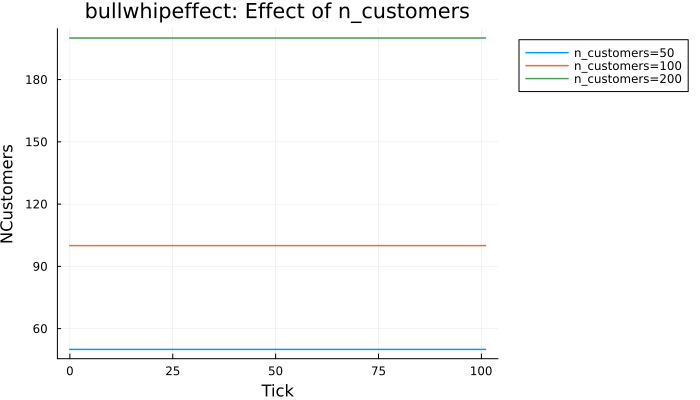 bullwhipeffect: Effect of n_customers
n_customers=50
n_customers=100
n_customers=200
NCustomers
180
150
120
90
60
0 25 50 75 100
Tick